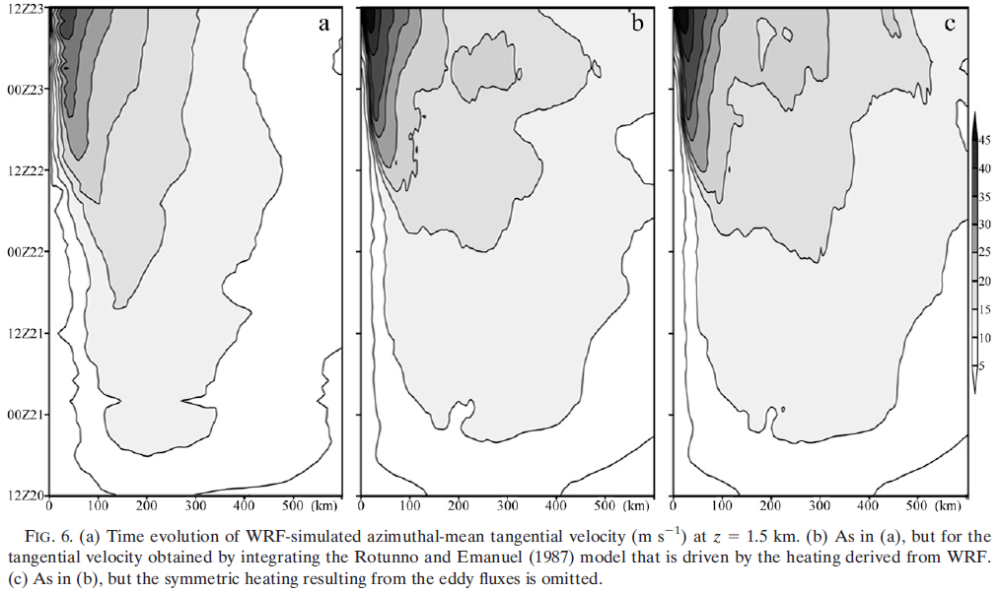 a b c
12Z23
00Z23
12Z22
00Z22
12Z21
00Z21
12Z20
45
40
35
30
25
20
15
10
5
0 100 200 300 400 500 (km) 0 100 200 300 400 500 (km) 0 100 200 300 400 500 (km)
FIG. 6. (a) Time evolution of WRF-simulated azimuthal-mean tangential velocity (m s⁻¹) at z = 1.5 km. (b) As in (a), but for the
tangential velocity obtained by integrating the Rotunno and Emanuel (1987) model that is driven by the heating derived from WRF.
(c) As in (b), but the symmetric heating resulting from the eddy fluxes is omitted.